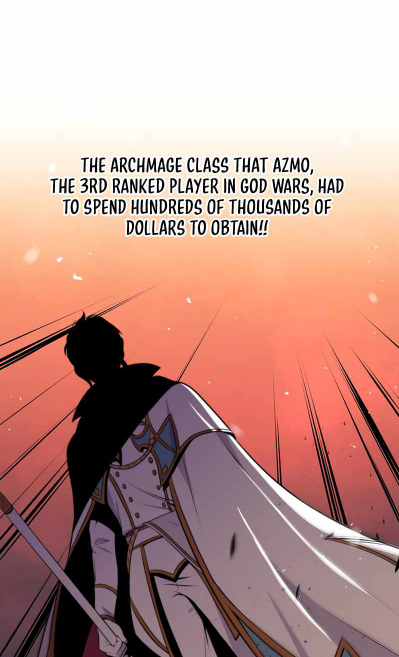 THE ARCHMAGE CLASS THAT AZMO,
THE 3RD RANKED PLAYER IN GOD WARS, HAD
TO SPEND HUNDREDS OF THOUSANDS OF
DOLLARS TO OBTAIN!!